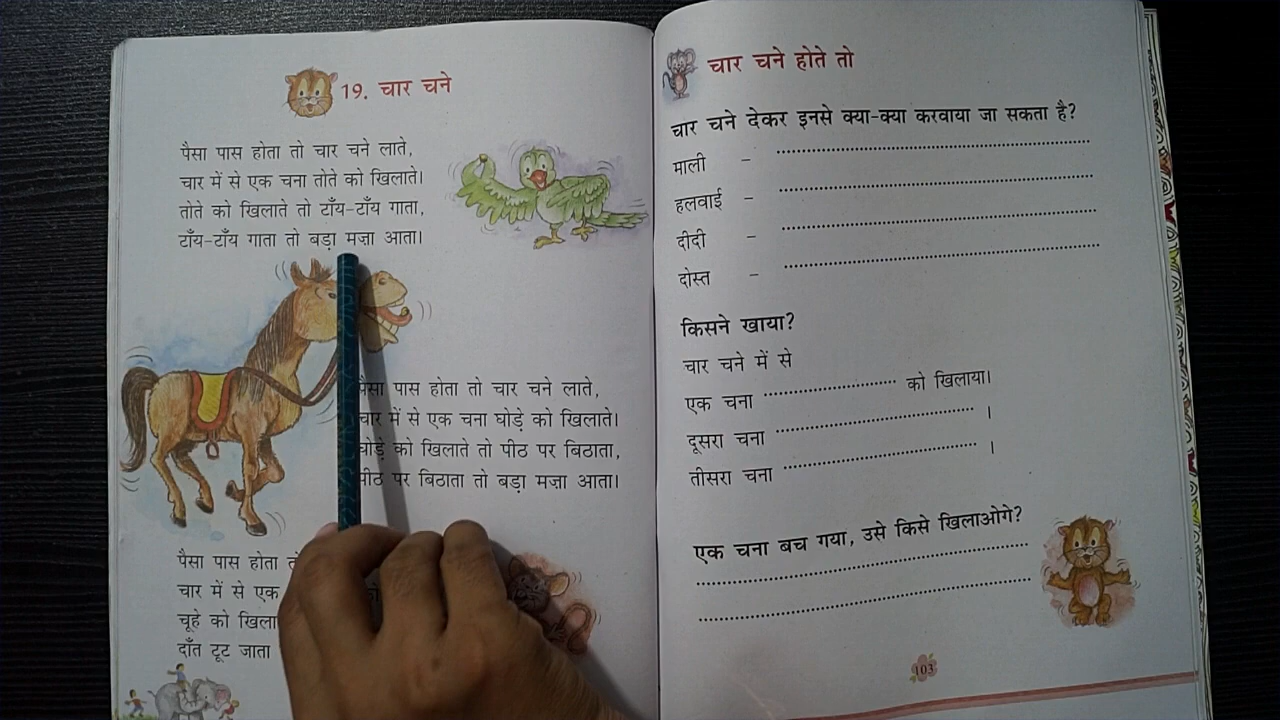 19. चार चने
पैसा पास होता तो चार चने लाते,
चार में से एक चना तोते को खिलाते।
तोते को खिलाते तो टाँय-टाँय गाता,
टाँय-टाँय गाता तो बड़ा मज़ा आता।
पैसा पास होता तो चार चने लाते,
चार में से एक चना घोड़े को खिलाते।
घोड़े को खिलाते तो पीठ पर बिठाता,
पीठ पर बिठाता तो बड़ा मज़ा आता।
पैसा पास होता
चार में से एक
चूहे को
दाँत टूट जाता
चार चने होते तो
चार चने देकर इनसे क्या-क्या करवाया जा सकता है?
माली - ........................................
हलवाई - ........................................
दीदी - ........................................
दोस्त - ........................................
किसने खाया?
चार चने में से
एक चना .................... को खिलाया।
दूसरा चना .............................. ।
तीसरा चना .............................. ।
एक चना बच गया, उसे किसे खिलाओगे?
..................................................
..................................................
103